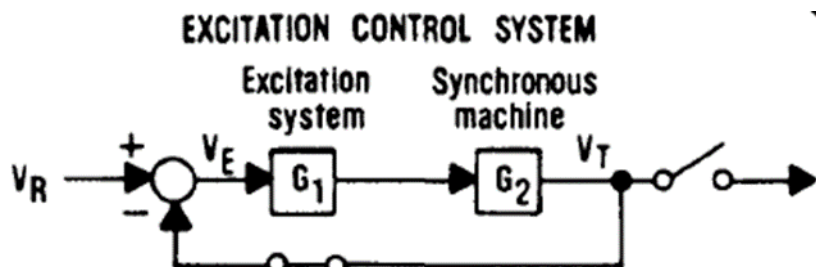 EXCITATION CONTROL SYSTEM
Excitation system
Synchronous machine
+
V_R
V_E
G_1
G_2
V_T
−